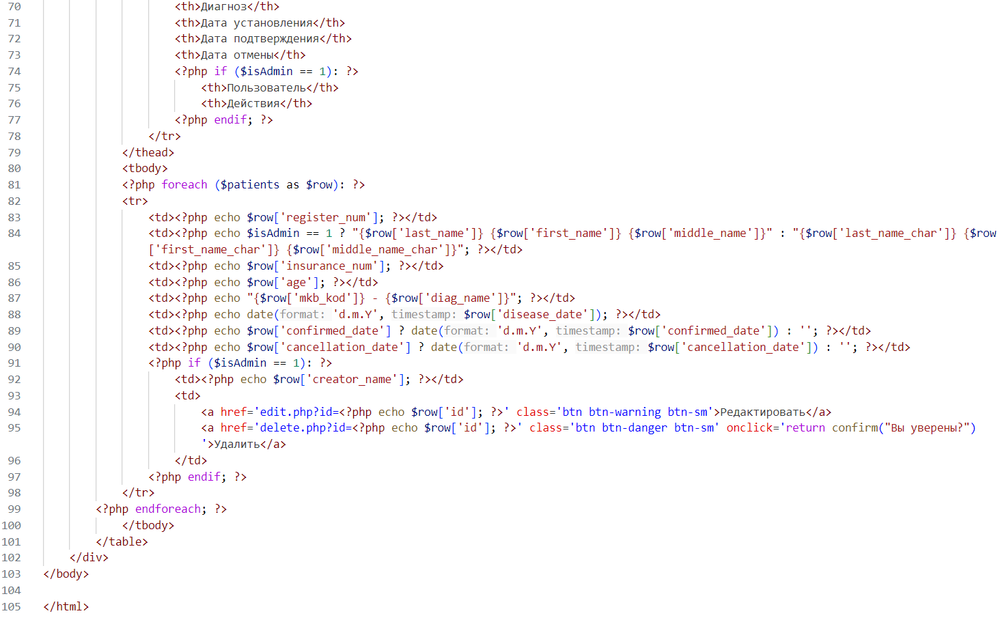 70 <th>Диагноз</th>
71 <th>Дата установления</th>
72 <th>Дата подтверждения</th>
73 <th>Дата отмены</th>
74 <?php if ($isAdmin == 1): ?>
75 <th>Пользователь</th>
76 <th>Действия</th>
77 <?php endif; ?>
78 </tr>
79 </thead>
80 <tbody>
81 <?php foreach ($patients as $row): ?>
82 <tr>
83 <td><?php echo $row['register_num']; ?></td>
84 <td><?php echo $isAdmin == 1 ? "{$row['last_name']} {$row['first_name']} {$row['middle_name']}" : "{$row['last_name_char']} {$row
['first_name_char']} {$row['middle_name_char']}"; ?></td>
85 <td><?php echo $row['insurance_num']; ?></td>
86 <td><?php echo $row['age']; ?></td>
87 <td><?php echo "{$row['mkb_kod']} - {$row['diag_name']}"; ?></td>
88 <td><?php echo date(format: 'd.m.Y', timestamp: $row['disease_date']); ?></td>
89 <td><?php echo $row['confirmed_date'] ? date(format: 'd.m.Y', timestamp: $row['confirmed_date']) : ''; ?></td>
90 <td><?php echo $row['cancellation_date'] ? date(format: 'd.m.Y', timestamp: $row['cancellation_date']) : ''; ?></td>
91 <?php if ($isAdmin == 1): ?>
92 <td><?php echo $row['creator_name']; ?></td>
93 <td>
94 <a href='edit.php?id=<?php echo $row['id']; ?>' class='btn btn-warning btn-sm'>Редактировать</a>
95 <a href='delete.php?id=<?php echo $row['id']; ?>' class='btn btn-danger btn-sm' onclick='return confirm("Вы уверены?")
'>Удалить</a>
96 </td>
97 <?php endif; ?>
98 </tr>
99 <?php endforeach; ?>
100 </tbody>
101 </table>
102 </div>
103 </body>
104
105 </html>